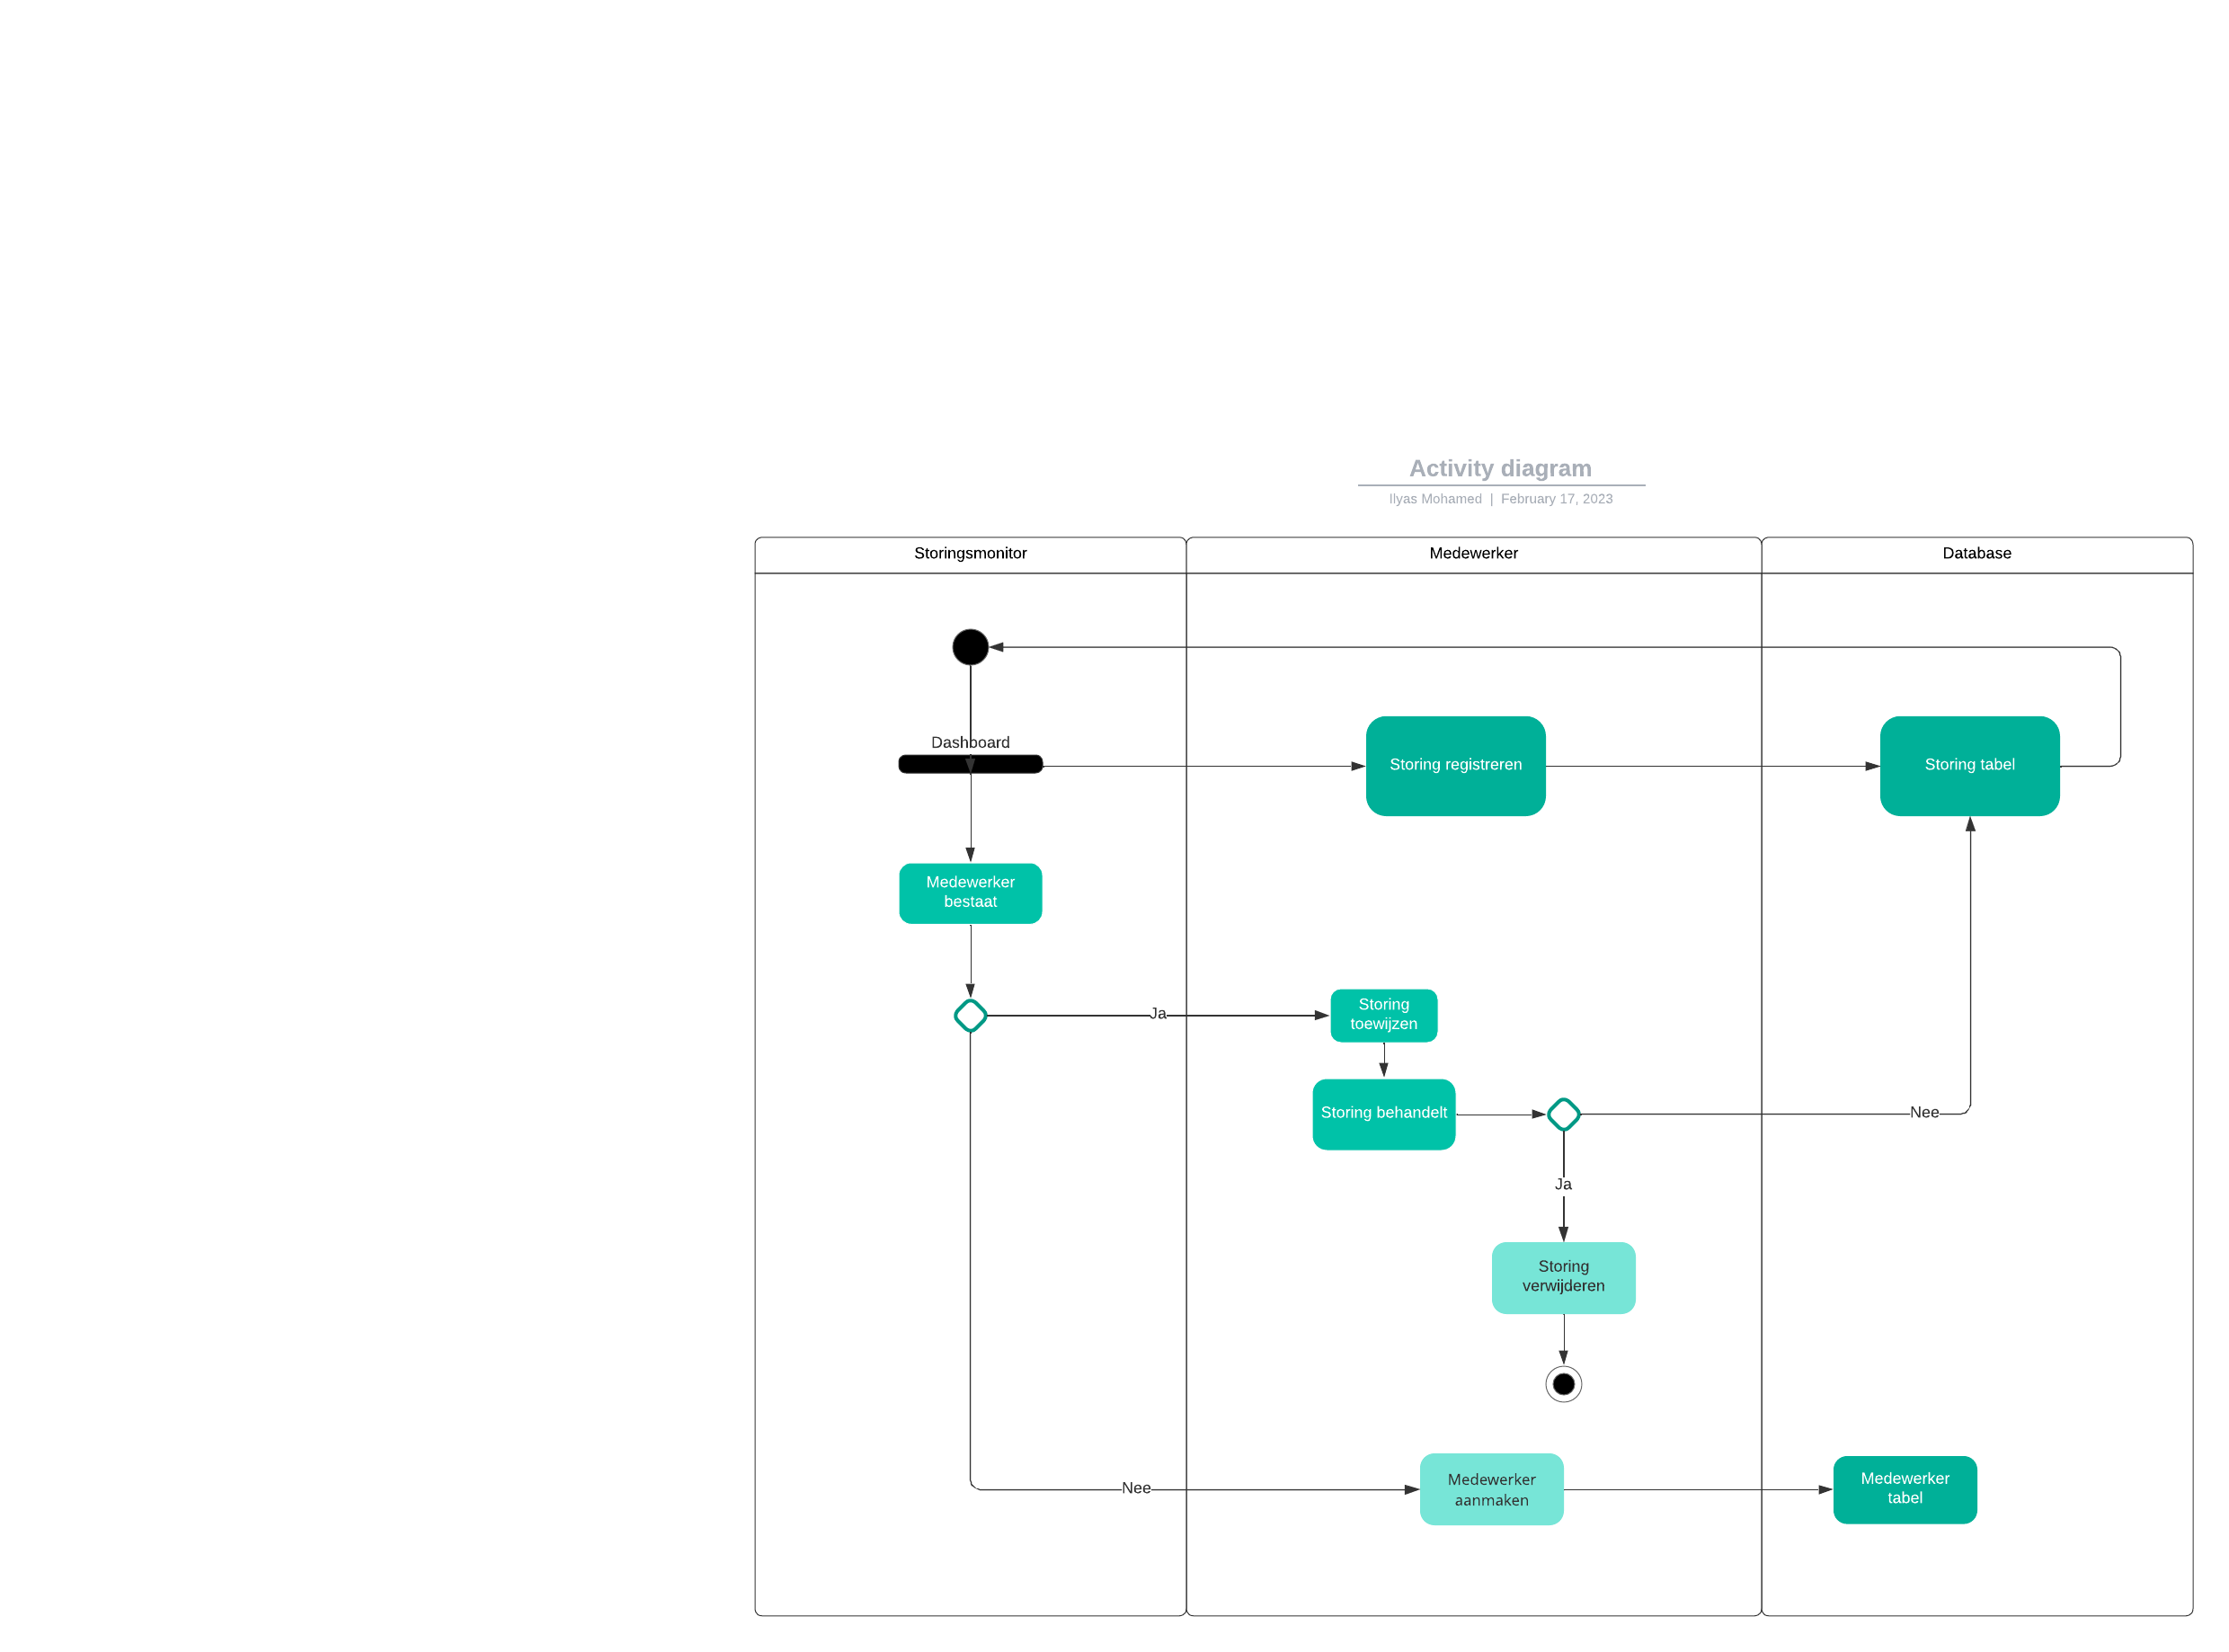 Activity diagram
Ilyas Mohamed | February 17, 2023
Storingsmonitor
Medewerker
Database
Dashboard
Storing registreren
Storing tabel
Medewerker
bestaat
Ja
Storing
toewijzen
Storing behandelt
Nee
Ja
Storing
verwijderen
Nee
Medewerker
aanmaken
Medewerker
tabel